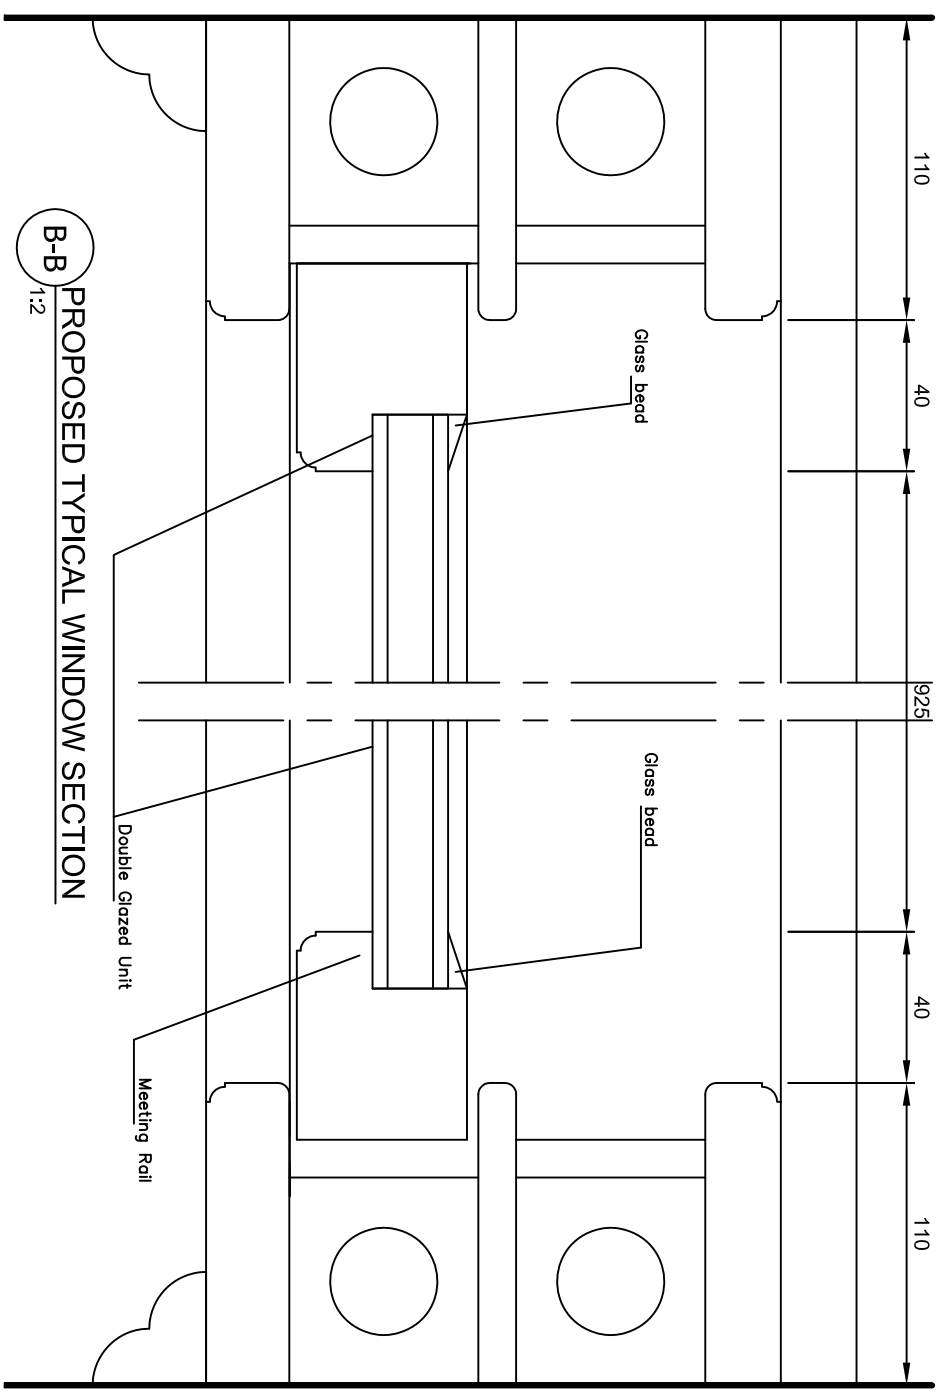 110
40
925
40
110
Glass bead
Glass bead
Double Glazed Unit
Meeting Rail
B-B
PROPOSED TYPICAL WINDOW SECTION
1:2